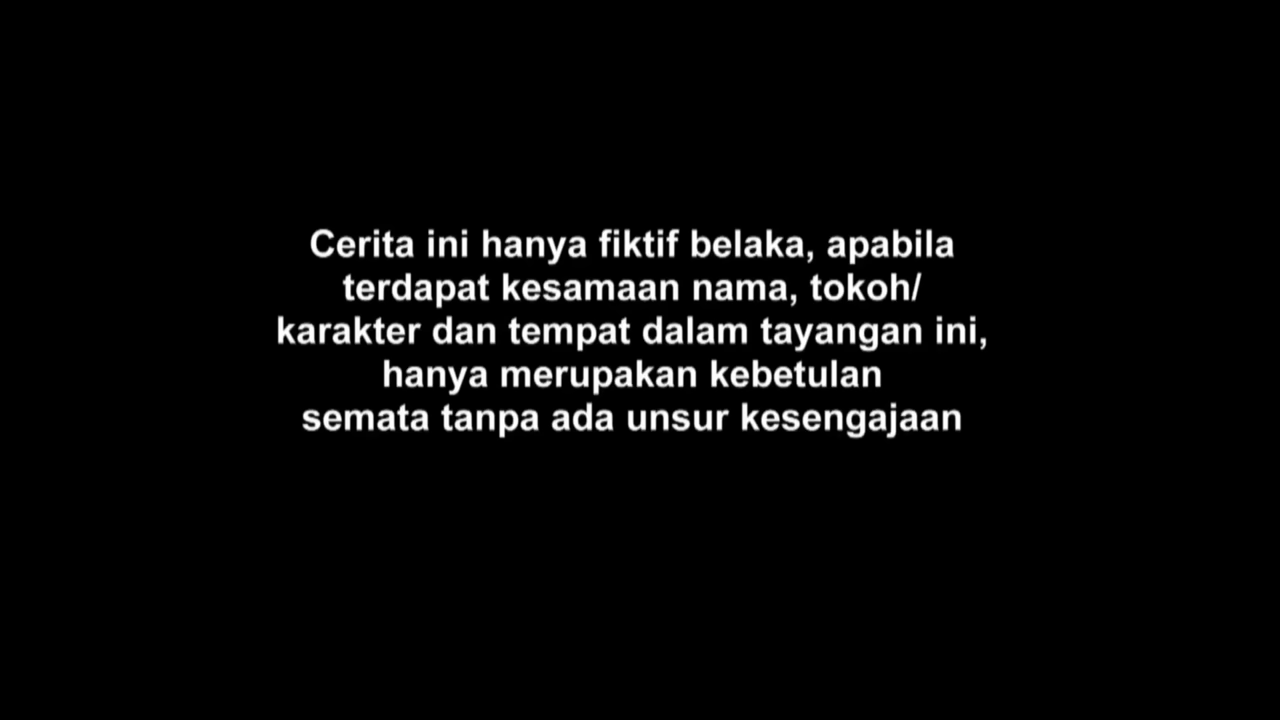 Cerita ini hanya fiktif belaka, apabila
terdapat kesamaan nama, tokoh/
karakter dan tempat dalam tayangan ini,
hanya merupakan kebetulan
semata tanpa ada unsur kesengajaan